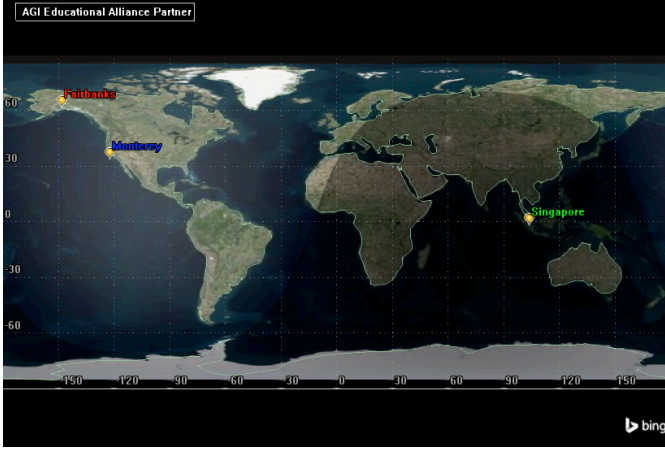 AGI Educational Alliance Partner
Fairbanks
60
Monterey
30
Singapore
0
-30
-60
-150 -120 -90 -60 -30 0 30 60 90 120 150
bing